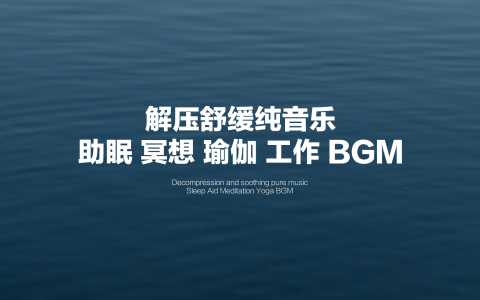 解压舒缓纯音乐
助眠 冥想 瑜伽 工作 BGM
Decompression and soothing pure music
Sleep Aid Meditation Yoga BGM